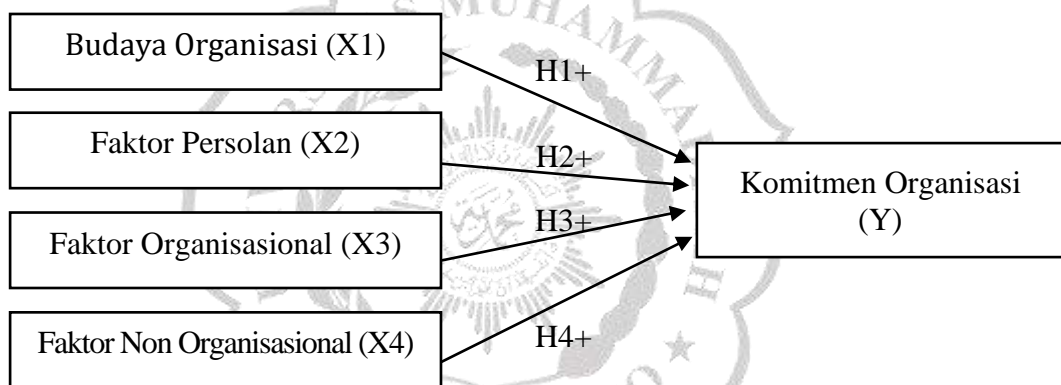 Budaya Organisasi (X1)
H1+
Faktor Persolan (X2)
H2+
Komitmen Organisasi
(Y)
Faktor Organisasional (X3)
H3+
Faktor Non Organisasional (X4)
H4+
S MUHAMMA
H